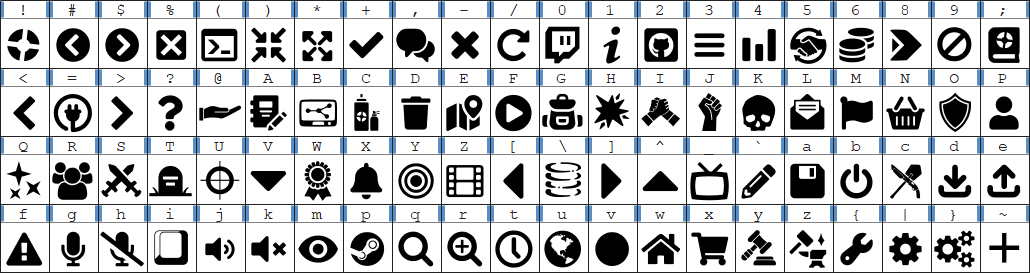 ! # $ % ( ) * + , - / 0 1 2 3 4 5 6 8 9 ;
< = > ? @ A B C D E F G H I J K L M N O P
Q R S T U V W X Y Z [ \ ] ^ _ ` a b c d e
f g h i j k m p q r t u v w x y z { | } ~